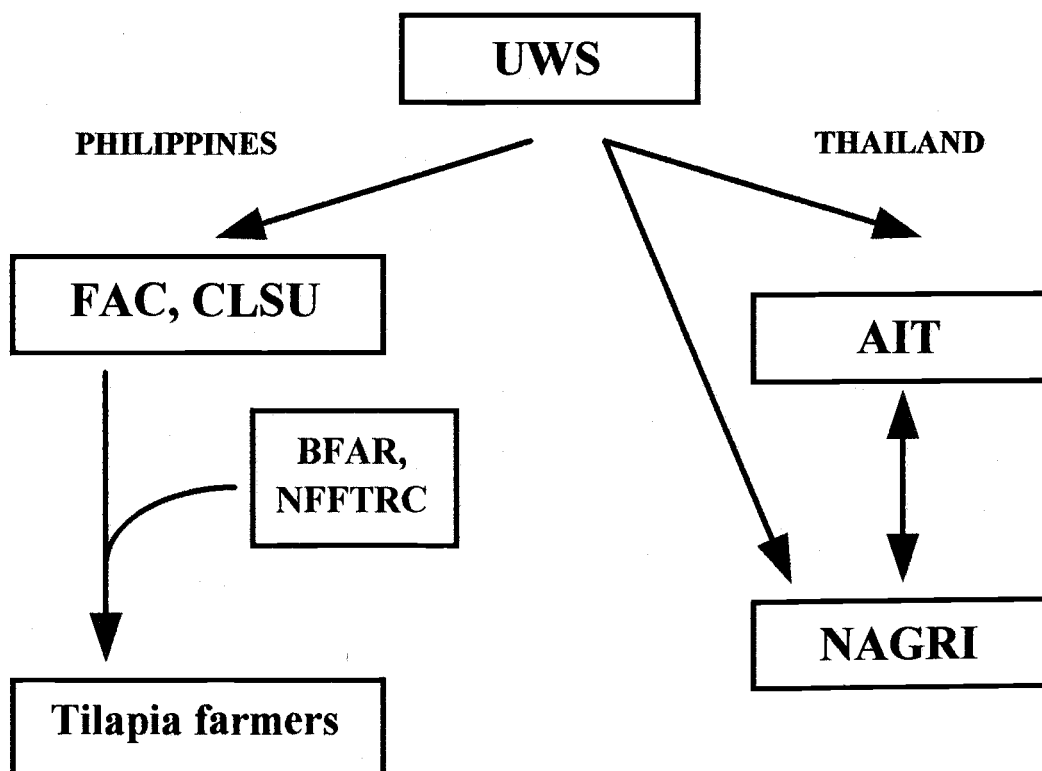 UWS
PHILIPPINES
THAILAND
FAC, CLSU
AIT
BFAR,
NFFTRC
NAGRI
Tilapia farmers